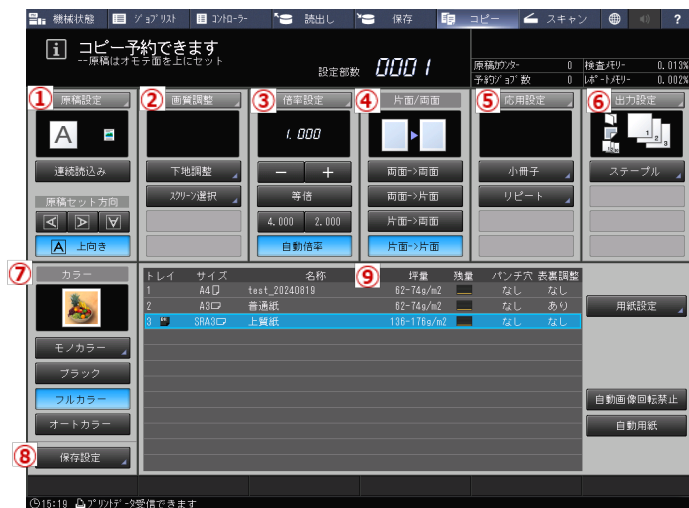 機械状態 ジョブリスト コントローラー 読出し 保存 コピー スキャン ?
i コピー予約できます
--原稿はオモテ面を上にセット
設定部数 0001
原稿カウンター 0 検査メモリー 0.013%
予約ジョブ数 0 レポートメモリー 0.002%
① 原稿設定 ② 画質調整 ③ 倍率設定 ④ 片面/両面 ⑤ 応用設定 ⑥ 出力設定
A 1.000 1 2 3
連続読込み 下地調整 − + 両面->両面 小冊子 ステープル
原稿セット方向 スクリーン選択 等倍 両面->片面 リピート
A A A 4.000 2.000 片面->両面
A 上向き 自動倍率 片面->片面
⑦ カラー ⑨
トレイ サイズ 名称 坪量 残量 パンチ穴 表裏調整
1 A4 test_20240819 62-74g/m2 なし なし
2 A3 普通紙 62-74g/m2 なし あり
3 SRA3 上質紙 136-176g/m2 なし なし
用紙設定
モノカラー
ブラック
フルカラー 自動画像回転禁止
オートカラー 自動用紙
⑧ 保存設定
15:19 プリントデータ受信できます